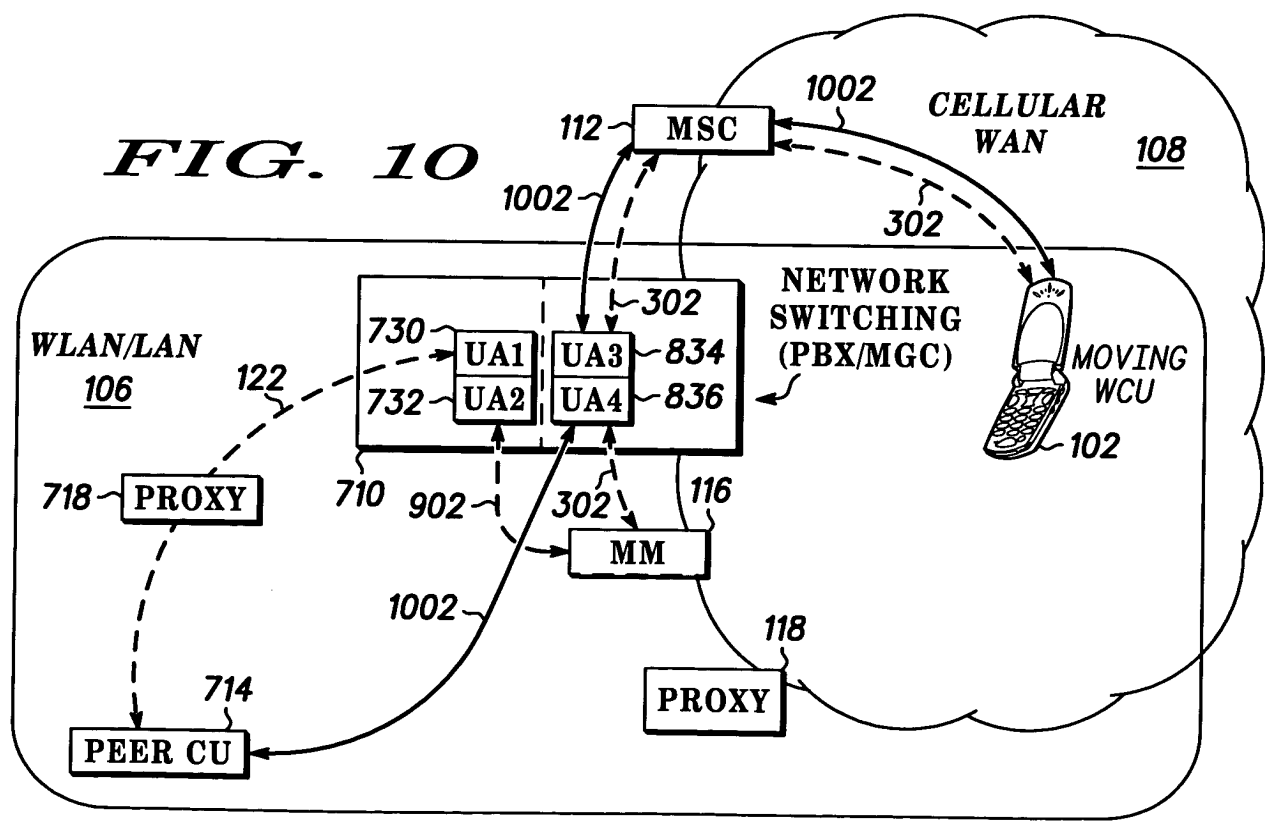 FIG. 10
112
MSC
1002
CELLULAR
WAN
108
1002
302
302
NETWORK
SWITCHING
(PBX/MGC)
WLAN/LAN
106
730
UA1
UA3
834
732
UA2
UA4
836
MOVING
WCU
102
122
718
PROXY
710
902
302
116
MM
1002
118
PROXY
714
PEER CU